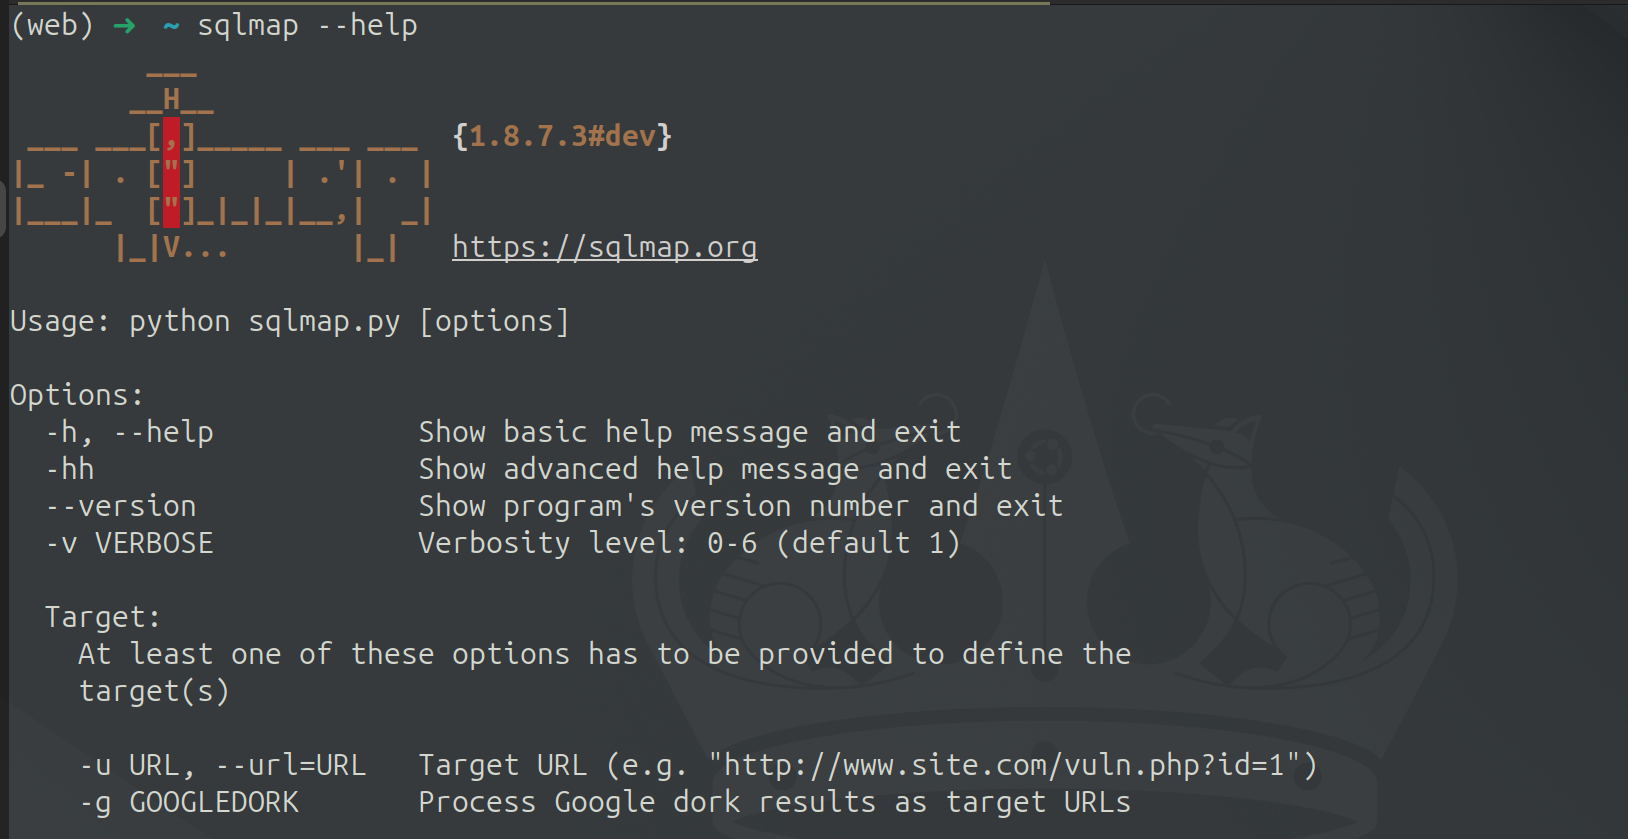 (web) ➜ ~ sqlmap --help
        ___
       __H__
 ___ ___[,]_____ ___ ___  {1.8.7.3#dev}
|_ -| . ["]     | .'| . |
|___|_  ["]_|_|_|__,|  _|
      |_|V...       |_|   https://sqlmap.org
Usage: python sqlmap.py [options]
Options:
  -h, --help            Show basic help message and exit
  -hh                   Show advanced help message and exit
  --version             Show program's version number and exit
  -v VERBOSE            Verbosity level: 0-6 (default 1)
  Target:
    At least one of these options has to be provided to define the
    target(s)
    -u URL, --url=URL   Target URL (e.g. "http://www.site.com/vuln.php?id=1")
    -g GOOGLEDORK       Process Google dork results as target URLs